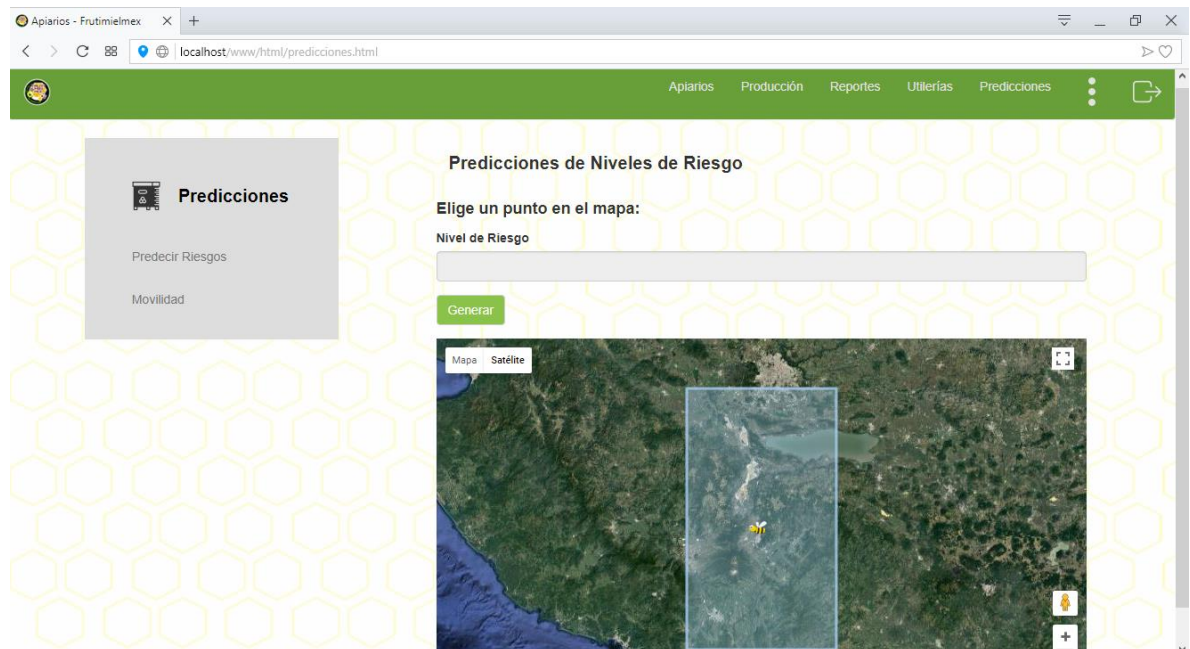 Apiarios - Frutimielmex
localhost/www/html/predicciones.html
Apiarios Producción Reportes Utilerías Predicciones
Predicciones
Predecir Riesgos
Movilidad
Predicciones de Niveles de Riesgo
Elige un punto en el mapa:
Nivel de Riesgo
Generar
Mapa Satélite